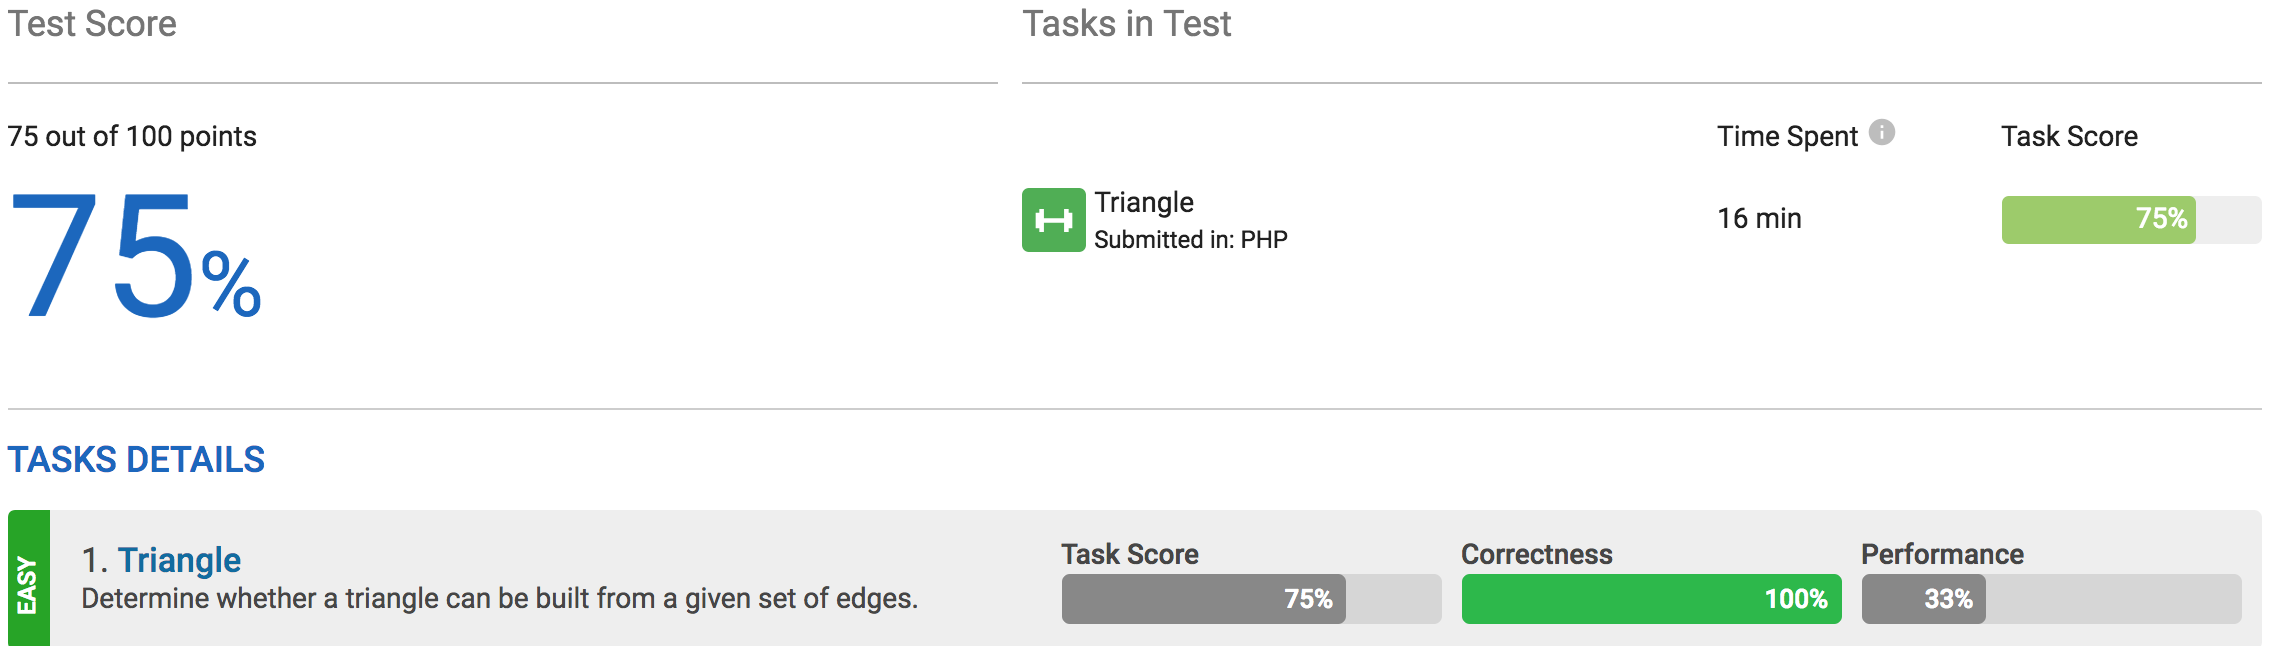 Test Score
75 out of 100 points
75%
Tasks in Test
Time Spent i Task Score
Triangle
Submitted in: PHP
16 min
75%
TASKS DETAILS
EASY
1. Triangle
Determine whether a triangle can be built from a given set of edges.
Task Score
75%
Correctness
100%
Performance
33%